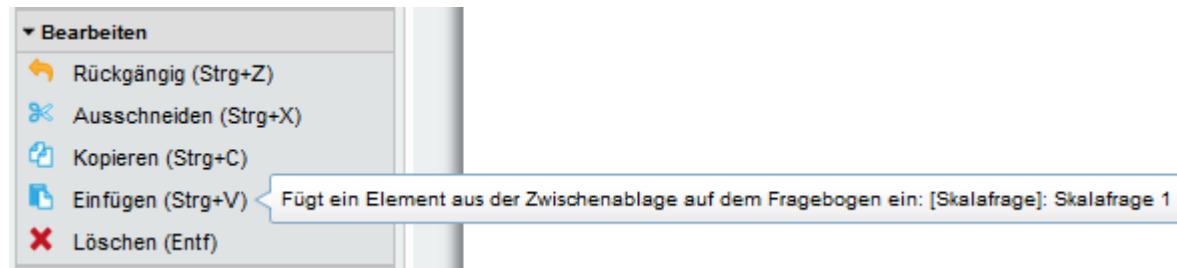 Bearbeiten
Rückgängig (Strg+Z)
Ausschneiden (Strg+X)
Kopieren (Strg+C)
Einfügen (Strg+V)
Fügt ein Element aus der Zwischenablage auf dem Fragebogen ein: [Skalafrage]: Skalafrage 1
Löschen (Entf)